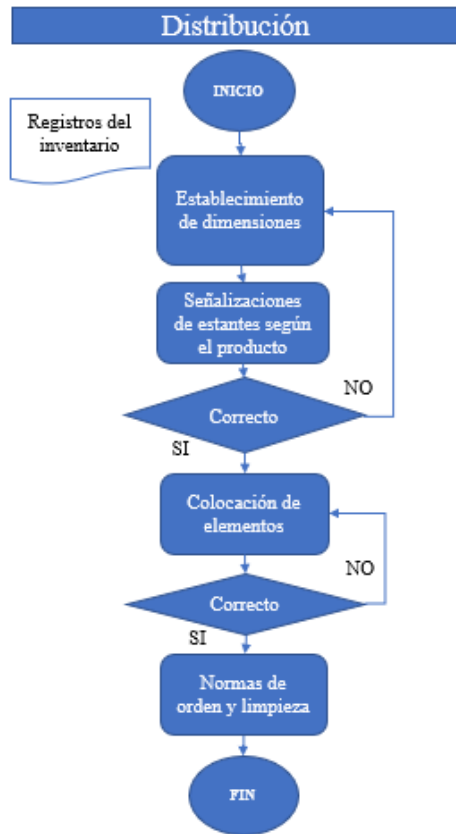 Distribución
INICIO
Registros del
inventario
Establecimiento
de dimensiones
Señalizaciones
de estantes según
el producto
NO
Correcto
SI
Colocación de
elementos
NO
Correcto
SI
Normas de
orden y limpieza
FIN